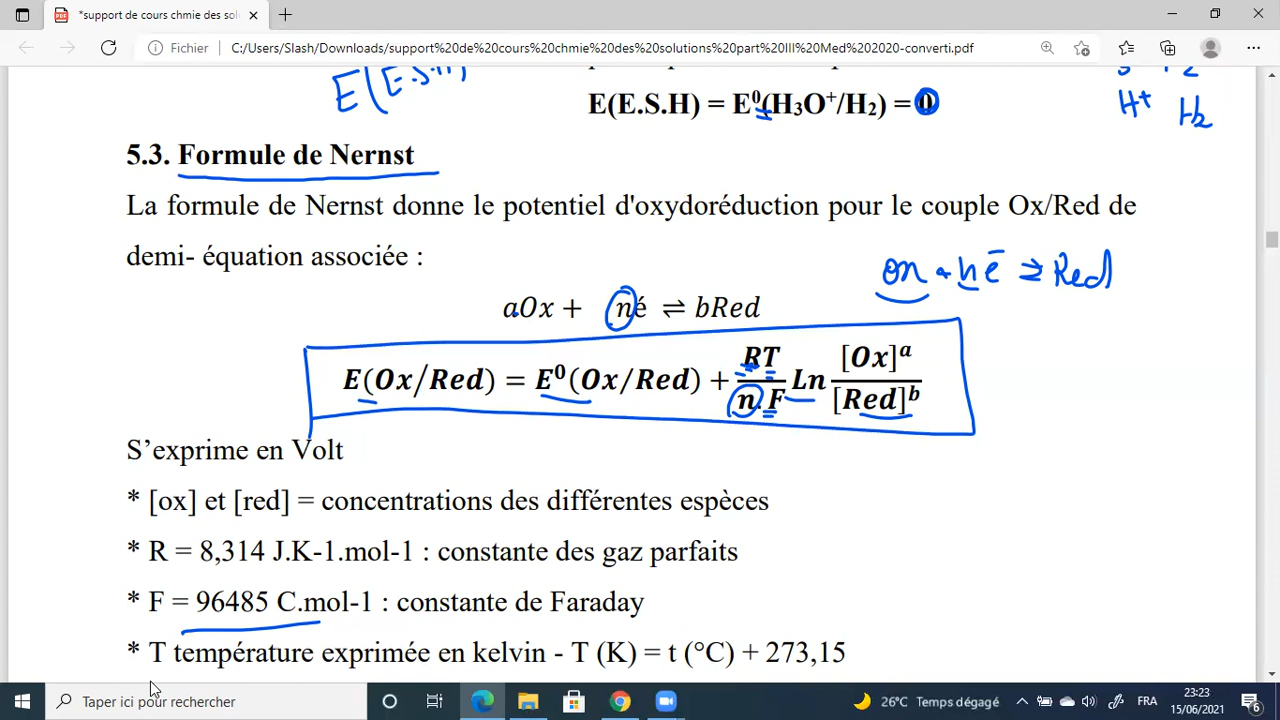 *support de cours chmie des sol
Fichier C:/Users/Slash/Downloads/support%20de%20cours%20chmie%20des%20solutions%20part%20III%20Med%202020-converti.pdf
E(E.S.H)
E(E.S.H) = E⁰(H₃O⁺/H₂) = 0
H⁺ H₂
5.3. Formule de Nernst
La formule de Nernst donne le potentiel d'oxydoréduction pour le couple Ox/Red de
demi- équation associée :
on + nē ⇌ Red
aOx + né ⇌ bRed
E(Ox/Red) = E⁰(Ox/Red) + RT/n.F Ln [Ox]ᵃ/[Red]ᵇ
S’exprime en Volt
* [ox] et [red] = concentrations des différentes espèces
* R = 8,314 J.K-1.mol-1 : constante des gaz parfaits
* F = 96485 C.mol-1 : constante de Faraday
* T température exprimée en kelvin - T (K) = t (°C) + 273,15
Taper ici pour rechercher
26°C Temps dégagé
FRA
23:23
15/06/2021
6